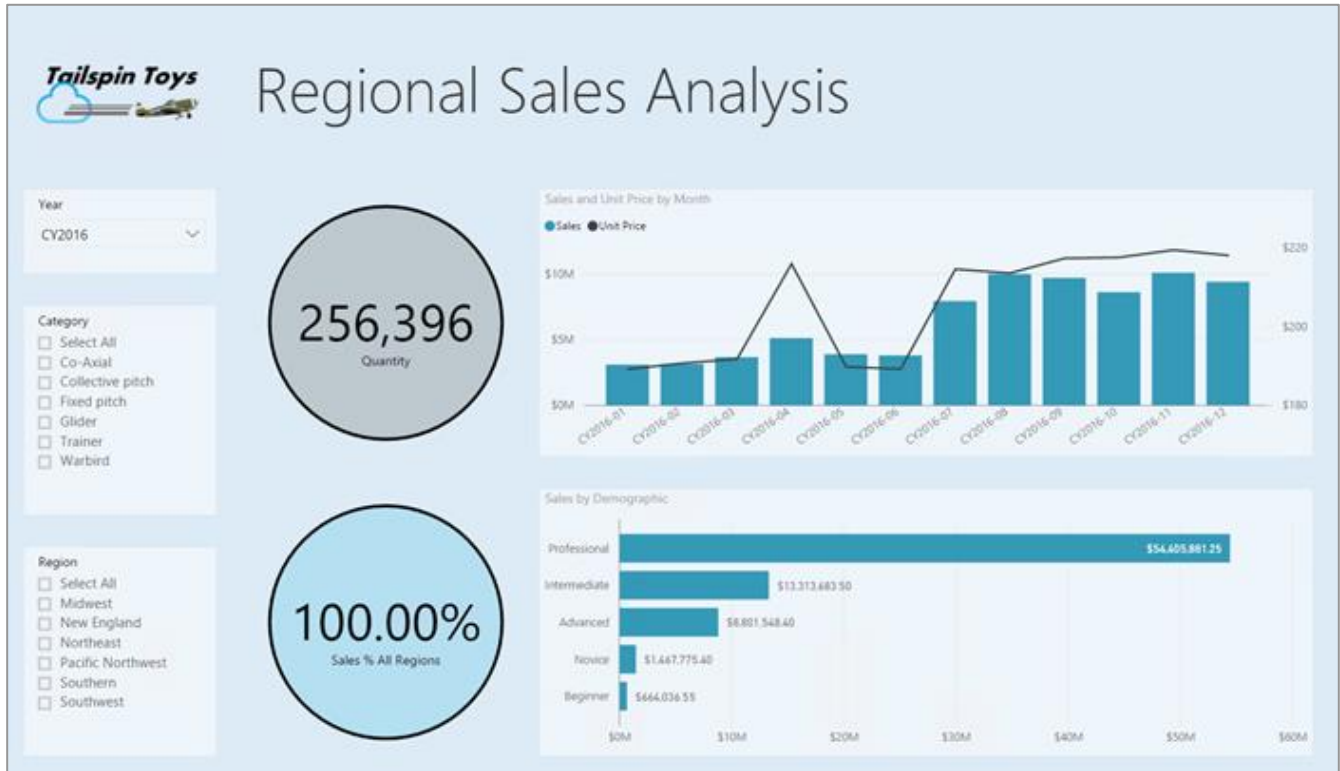 Tailspin Toys
Regional Sales Analysis
Year
CY2016
Category
Select All
Co-Axial
Collective pitch
Fixed pitch
Glider
Trainer
Warbird
Region
Select All
Midwest
New England
Northeast
Pacific Northwest
Southern
Southwest
256,396
Quantity
100.00%
Sales % All Regions
Sales and Unit Price by Month
Sales Unit Price
$10M
$5M
$0M
$220
$200
$180
CY2016-01 CY2016-02 CY2016-03 CY2016-04 CY2016-05 CY2016-06 CY2016-07 CY2016-08 CY2016-09 CY2016-10 CY2016-11 CY2016-12
Sales by Demographic
Professional $54,605,881.25
Intermediate $13,313,683.50
Advanced $8,801,548.40
Novice $1,467,775.40
Beginner $664,036.55
$0M $10M $20M $30M $40M $50M $60M